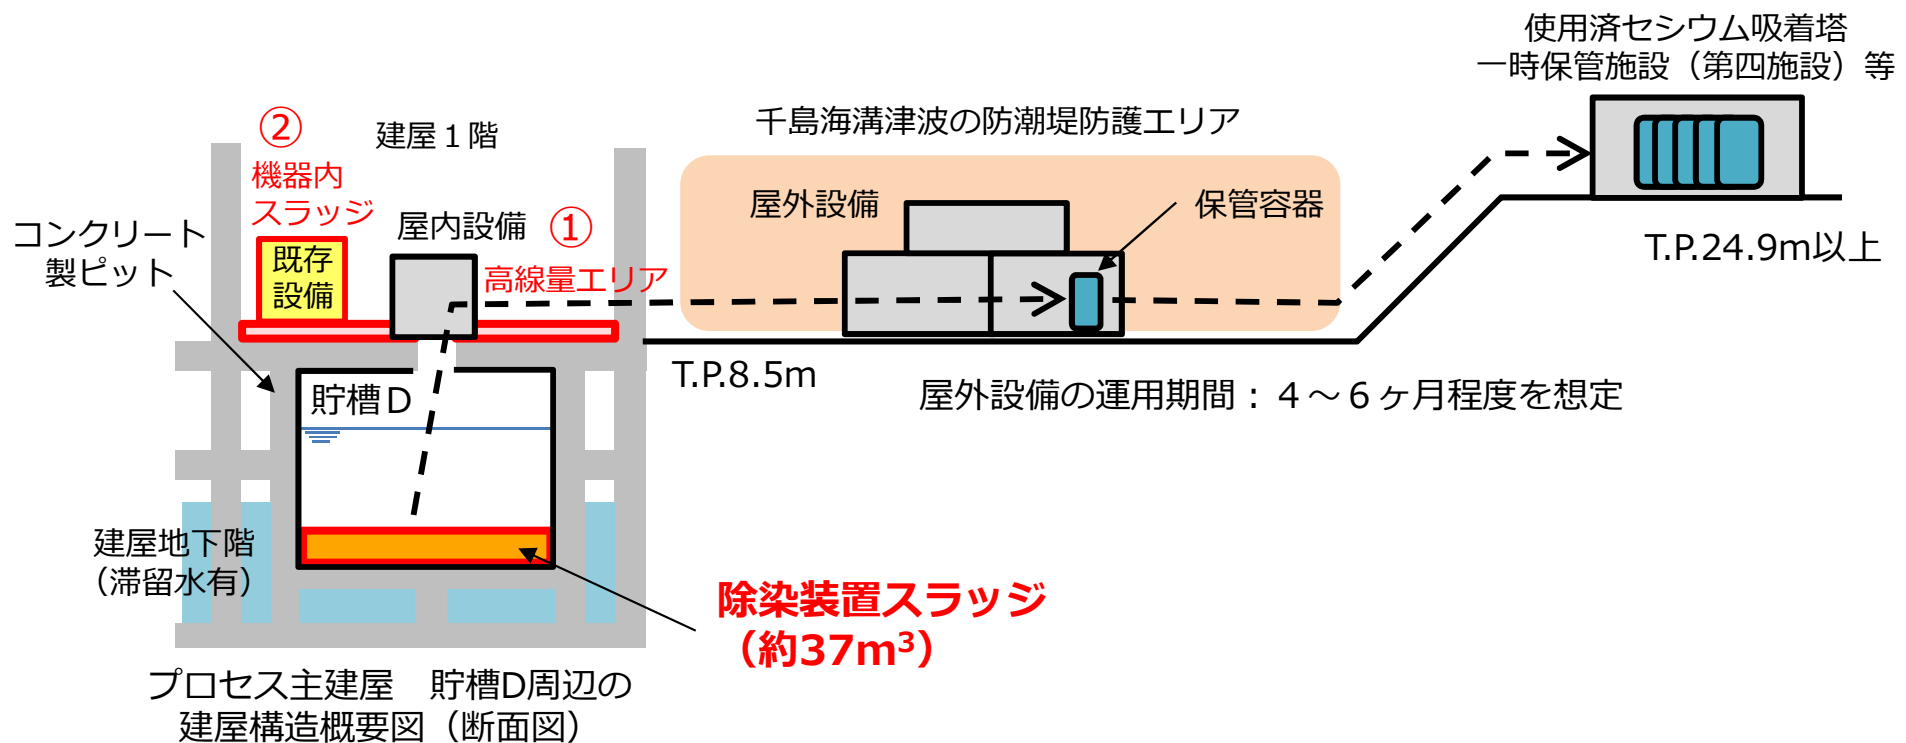 使用済セシウム吸着塔
一時保管施設（第四施設）等
②
建屋１階
千島海溝津波の防潮堤防護エリア
機器内
スラッジ
屋内設備
①
屋外設備
保管容器
コンクリート
製ピット
既存
設備
高線量エリア
T.P.24.9m以上
貯槽Ｄ
T.P.8.5m
屋外設備の運用期間：４～６ヶ月程度を想定
建屋地下階
（滞留水有）
除染装置スラッジ
（約37m³）
プロセス主建屋　貯槽D周辺の
建屋構造概要図（断面図）